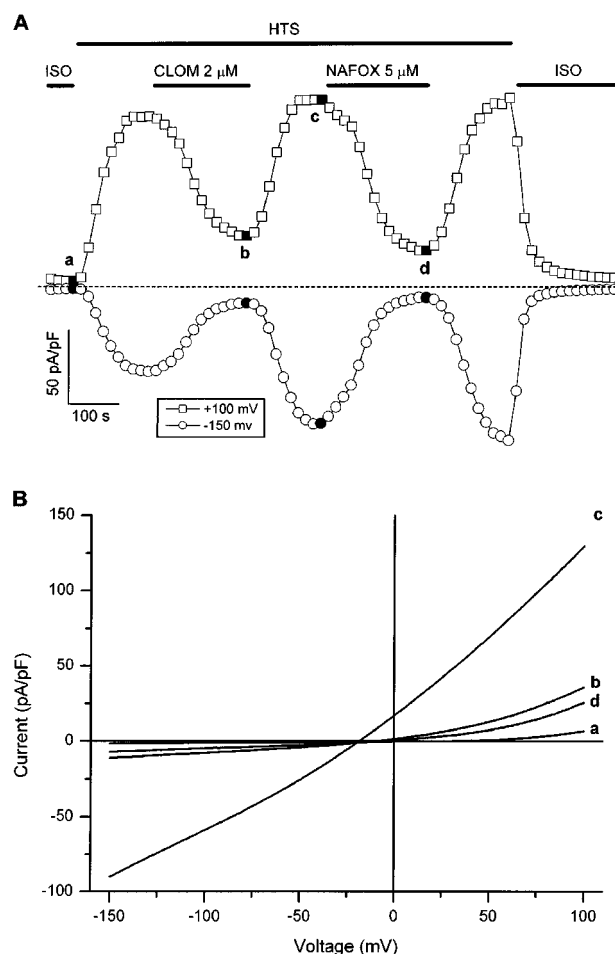 A
HTS
ISO CLOM 2 μM NAFOX 5 μM ISO
c
a
b
d
50 pA/pF
100 s
+100 mV
-150 mv
B
150
100
50
0
-50
-100
Current (pA/pF)
c
b
d
a
-150 -100 -50 0 50 100
Voltage (mV)